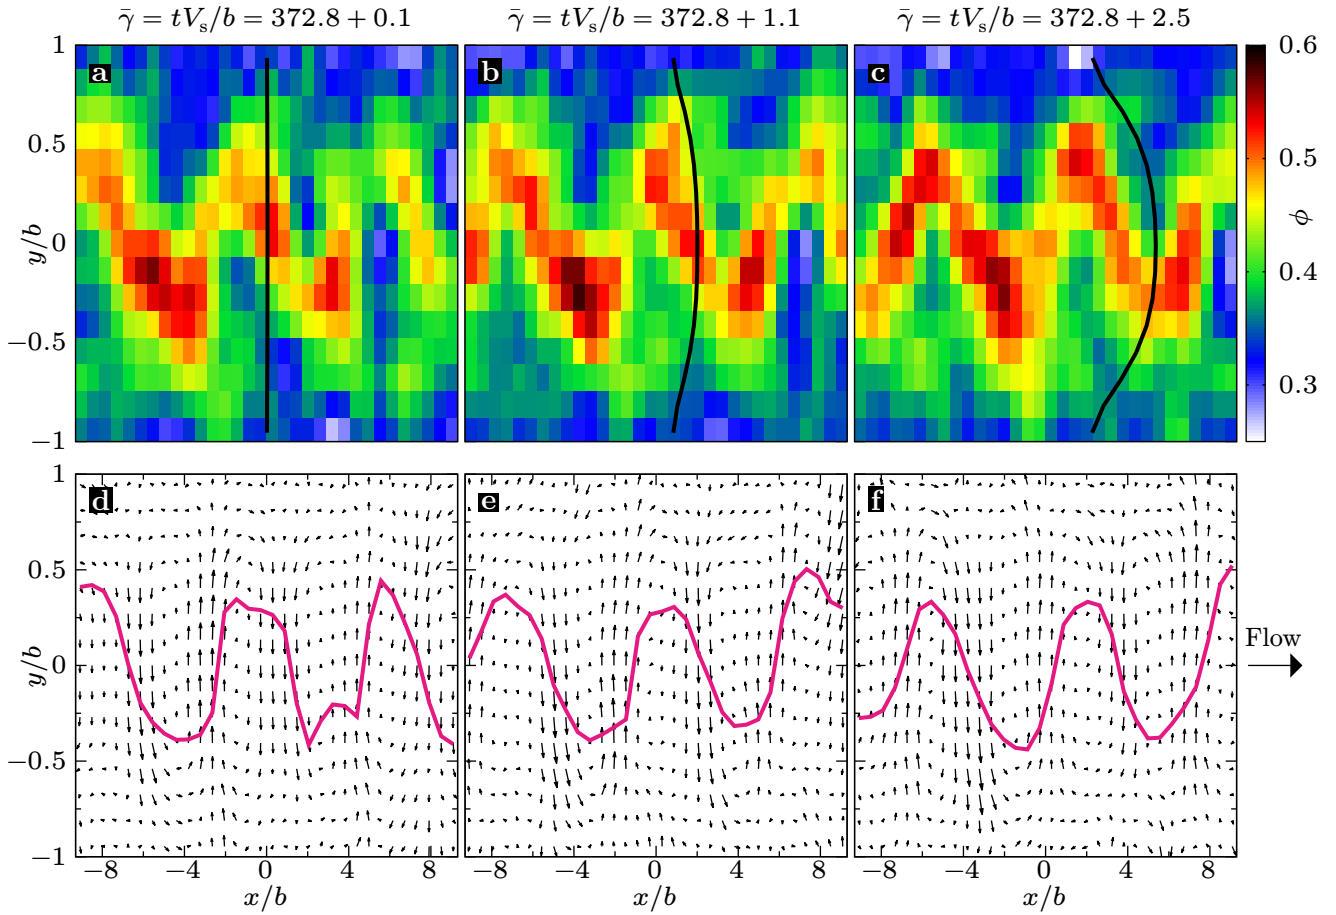 γ̄ = tVₛ/b = 372.8 + 0.1 γ̄ = tVₛ/b = 372.8 + 1.1 γ̄ = tVₛ/b = 372.8 + 2.5
1 0.6
a b c
0.5 0.5
y/b 0 ϕ
0.4
−0.5
0.3
−1
1
d e f
0.5
y/b 0 Flow
−0.5
−1
−8 −4 0 4 8 −8 −4 0 4 8 −8 −4 0 4 8
x/b x/b x/b